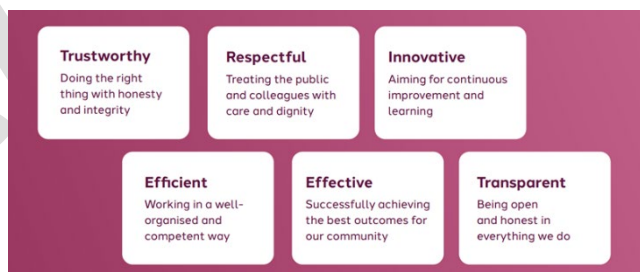 Trustworthy
Doing the right
thing with honesty
and integrity
Respectful
Treating the public
and colleagues with
care and dignity
Innovative
Aiming for continuous
improvement and
learning
Efficient
Working in a well-
organised and
competent way
Effective
Successfully achieving
the best outcomes for
our community
Transparent
Being open
and honest in
everything we do